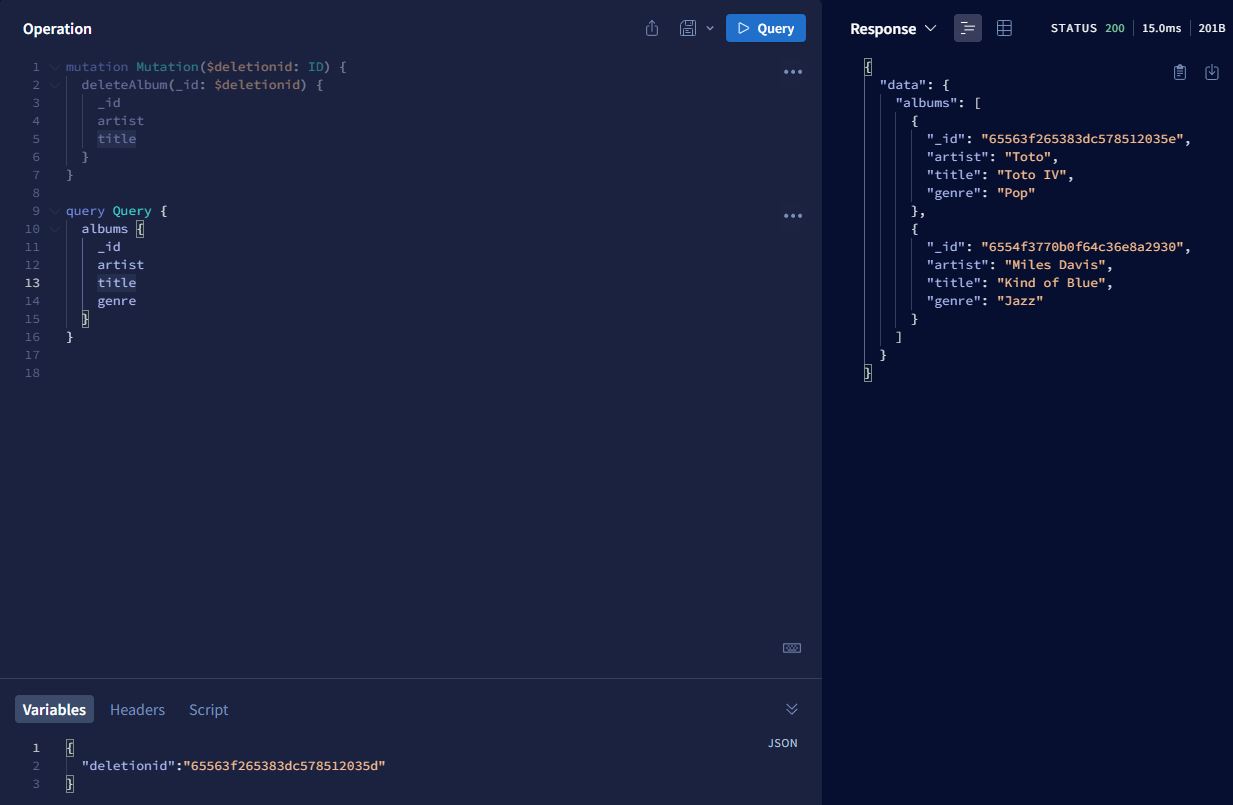 Operation
Query
1 mutation Mutation($deletionid: ID) {
2 deleteAlbum(_id: $deletionid) {
3 _id
4 artist
5 title
6 }
7 }
8
9 query Query {
10 albums {
11 _id
12 artist
13 title
14 genre
15 }
16 }
17
18
Variables Headers Script
JSON
1 {
2 "deletionid":"65563f265383dc578512035d"
3 }
Response STATUS 200 15.0ms 201B
{
"data": {
"albums": [
{
"_id": "65563f265383dc578512035e",
"artist": "Toto",
"title": "Toto IV",
"genre": "Pop"
},
{
"_id": "6554f3770b0f64c36e8a2930",
"artist": "Miles Davis",
"title": "Kind of Blue",
"genre": "Jazz"
}
]
}
}